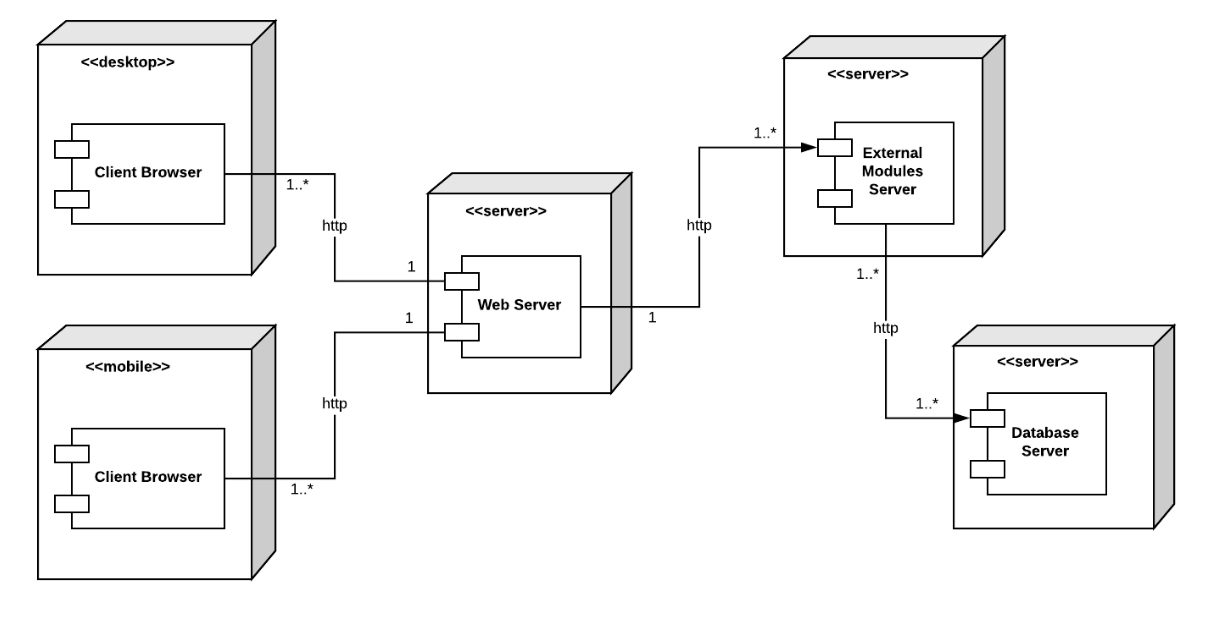 <<desktop>>
Client Browser
1..*
http
1
<<mobile>>
Client Browser
1..*
http
1
<<server>>
Web Server
1
http
1..*
<<server>>
External
Modules
Server
1..*
http
1..*
<<server>>
Database
Server